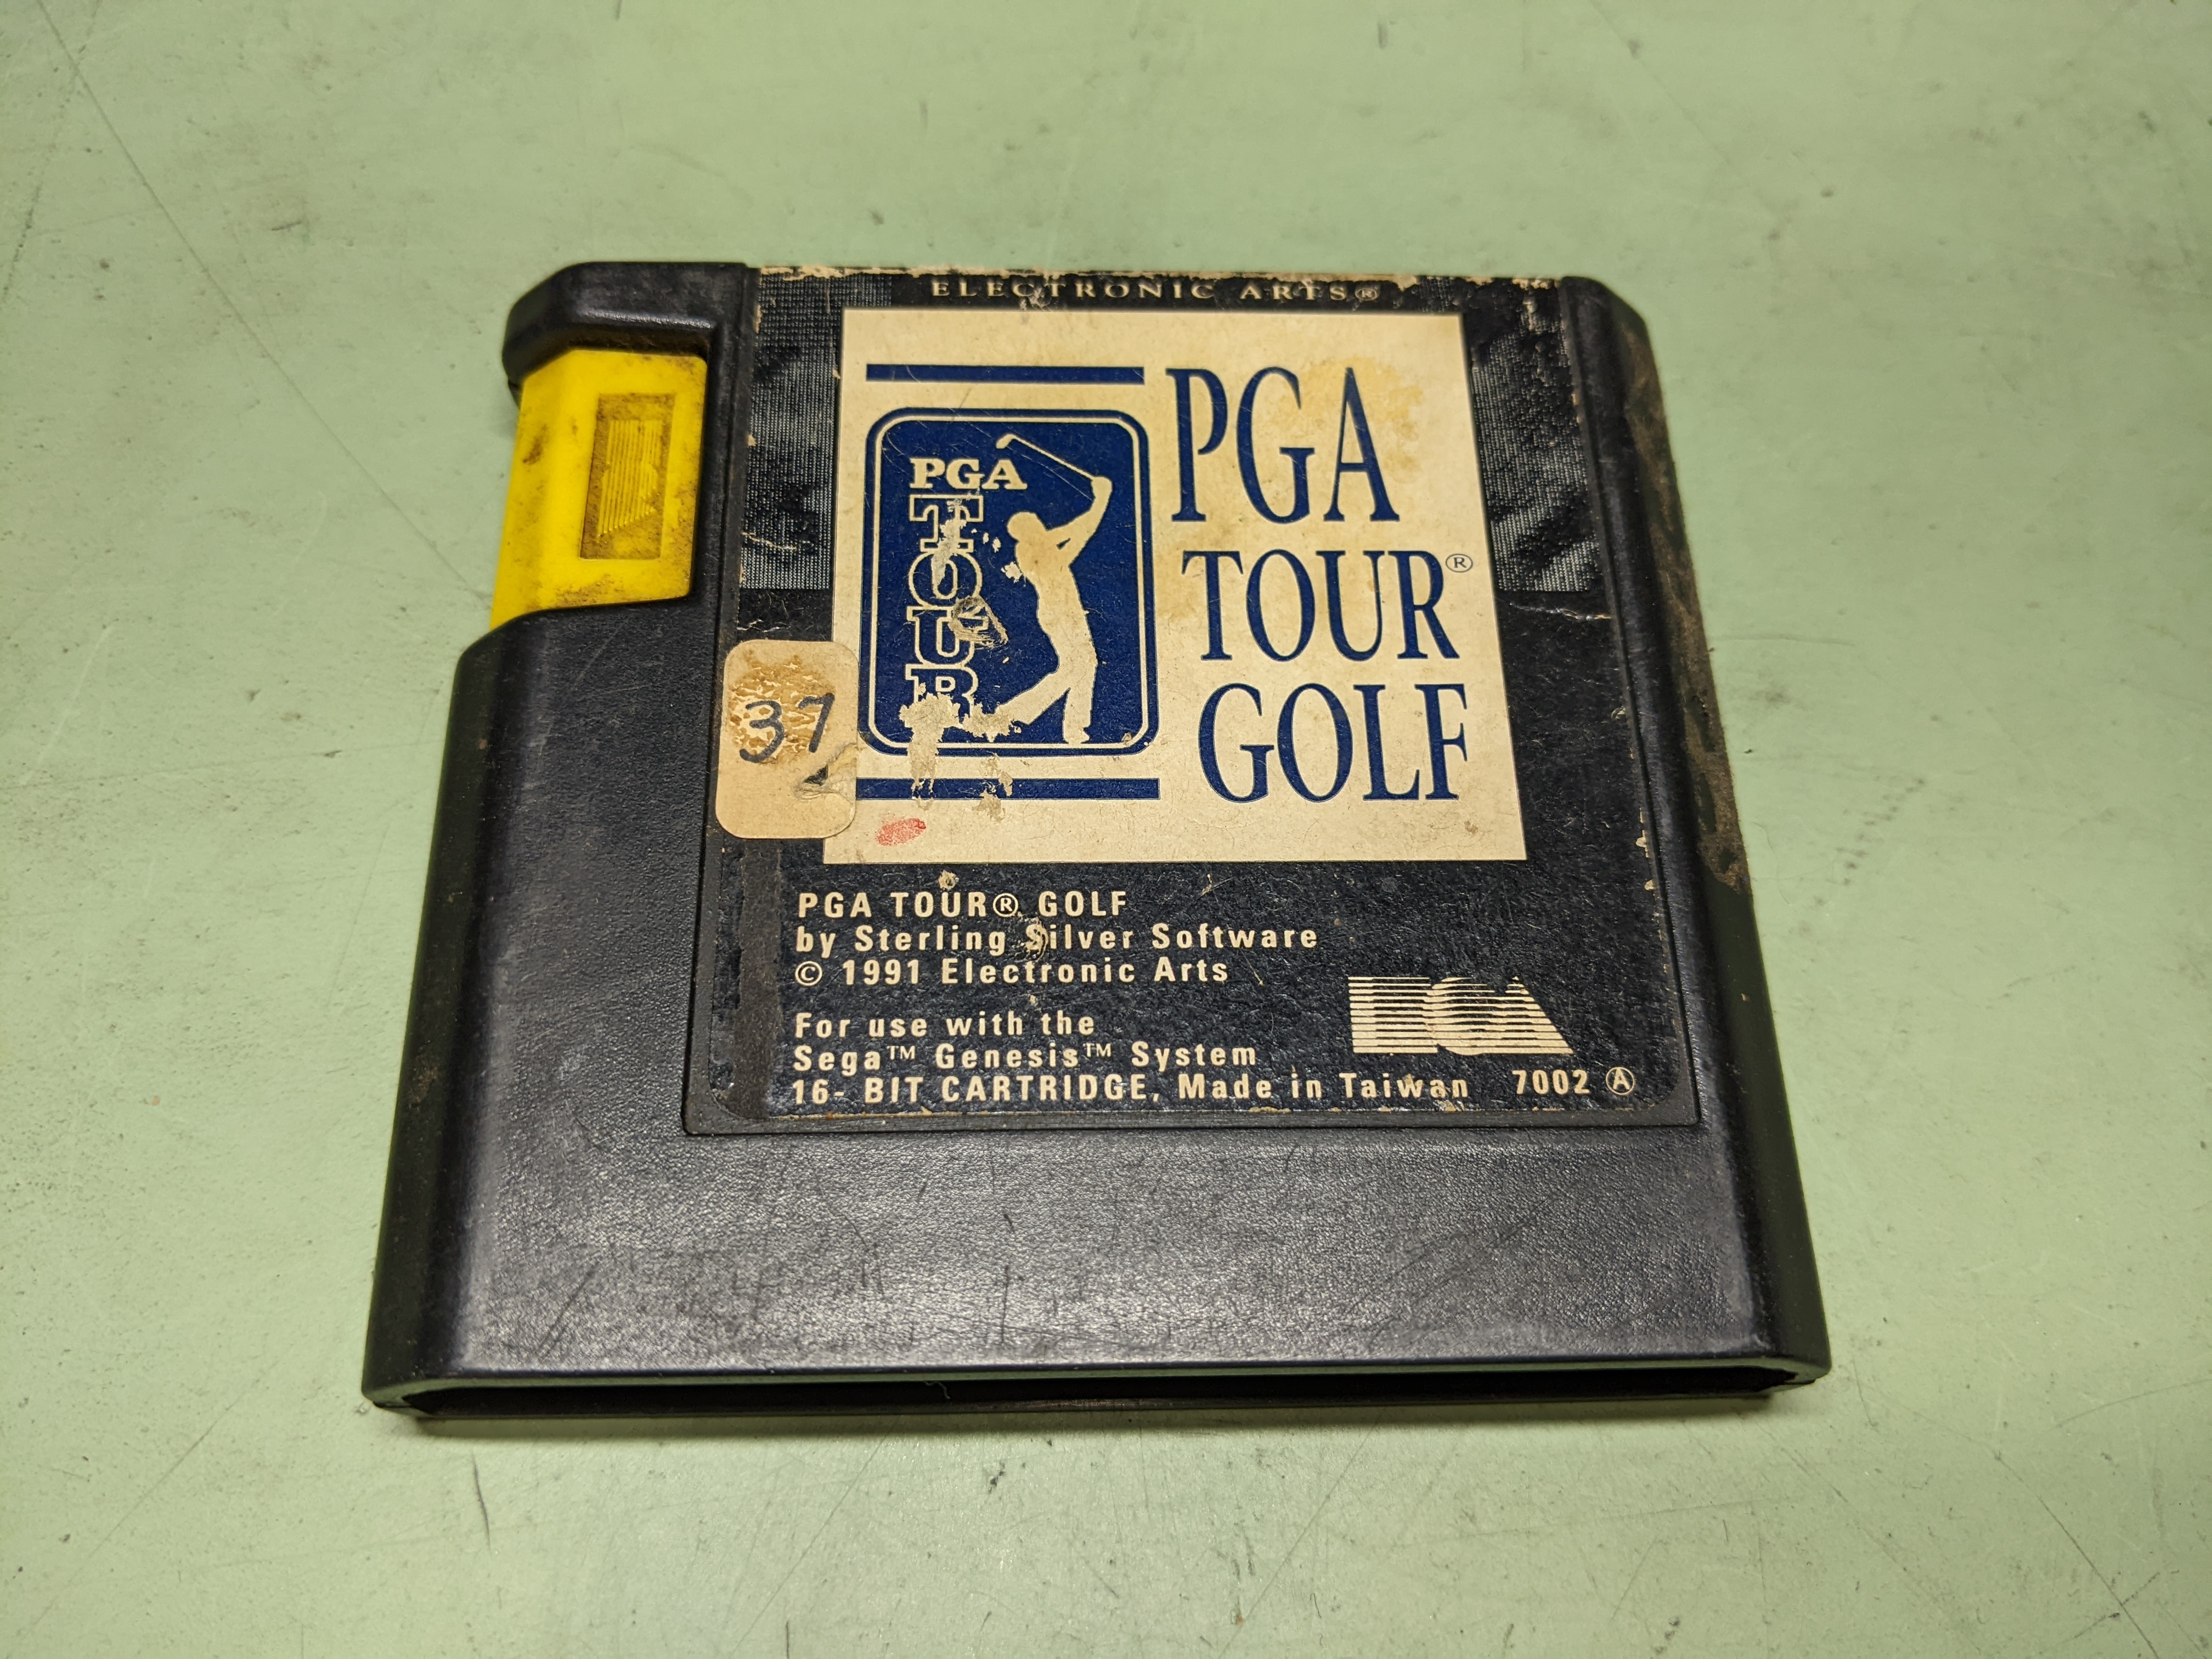 ELECTRONIC ARTS®
PGA
TOUR
PGA
TOUR®
GOLF
37
PGA TOUR® GOLF
by Sterling Silver Software
© 1991 Electronic Arts
For use with the
Sega™ Genesis™ System
16- BIT CARTRIDGE, Made in Taiwan 7002 Ⓐ
EA